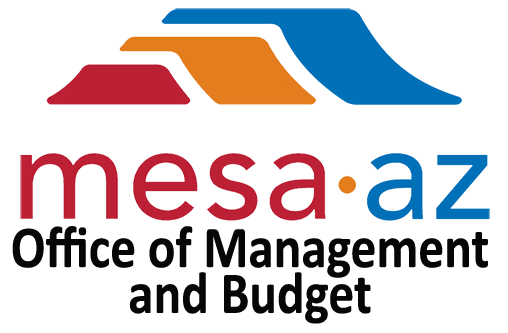 mesa·az
Office of Management
and Budget